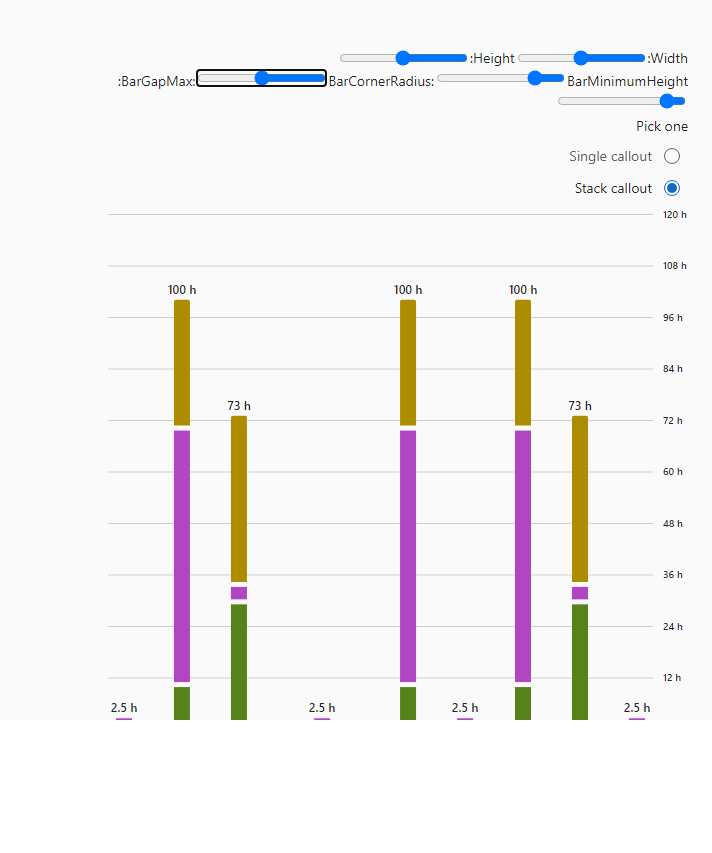 :Height :Width
:BarGapMax: BarCornerRadius: BarMinimumHeight
Pick one
Single callout
Stack callout
120 h
108 h
100 h 100 h 100 h
96 h
84 h
73 h 73 h
72 h
60 h
48 h
36 h
24 h
12 h
2.5 h 2.5 h 2.5 h 2.5 h